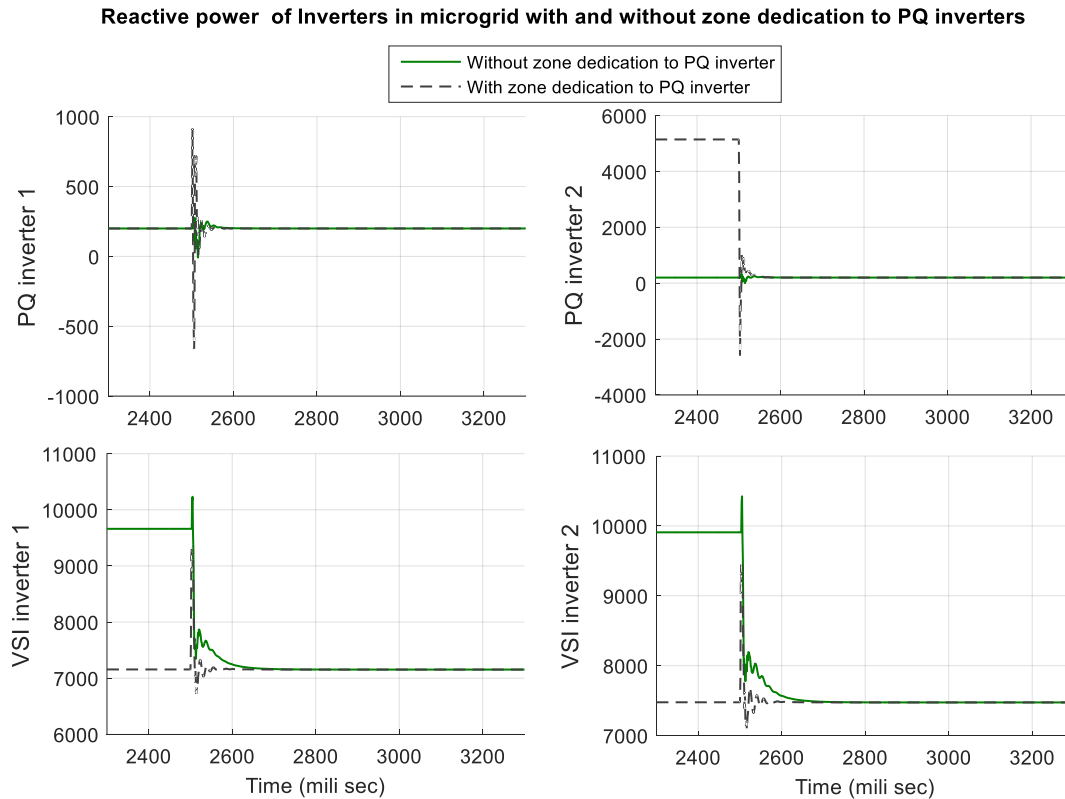 Reactive power  of Inverters in microgrid with and without zone dedication to PQ inverters
Without zone dedication to PQ inverter
With zone dedication to PQ inverter
PQ inverter 1
1000
500
0
-500
-1000
2400 2600 2800 3000 3200
PQ inverter 2
6000
4000
2000
0
-2000
-4000
2400 2600 2800 3000 3200
VSI inverter 1
11000
10000
9000
8000
7000
6000
2400 2600 2800 3000 3200
Time (mili sec)
VSI inverter 2
11000
10000
9000
8000
7000
2400 2600 2800 3000 3200
Time (mili sec)